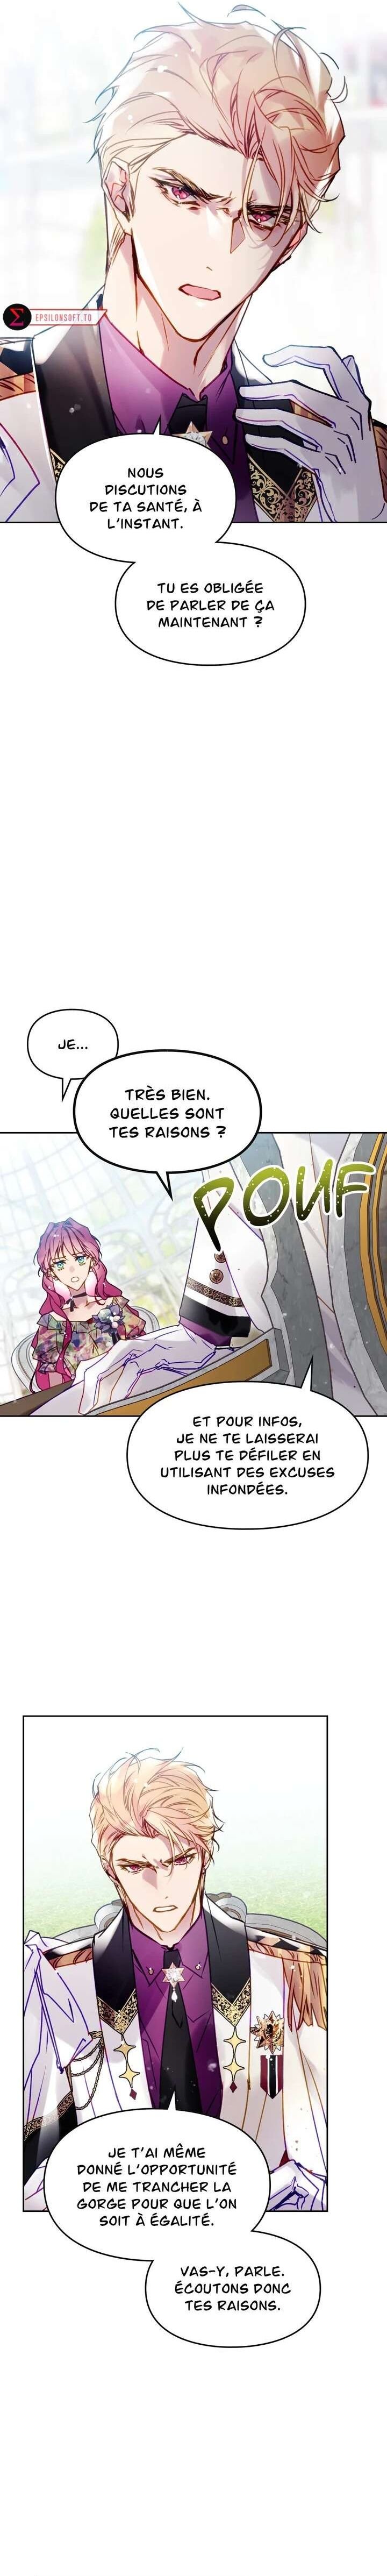 EPSILONSOFT.TO
NOUS
DISCUTIONS
DE TA SANTÉ, À
L'INSTANT.
TU ES OBLIGÉE
DE PARLER DE ÇA
MAINTENANT ?
JE...
TRÈS BIEN.
QUELLES SONT
TES RAISONS ?
POUF
ET POUR INFOS,
JE NE TE LAISSERAI
PLUS TE DÉFILER EN
UTILISANT DES EXCUSES
INFONDÉES.
JE T'AI MÊME
DONNÉ L'OPPORTUNITÉ
DE ME TRANCHER LA
GORGE POUR QUE L'ON
SOIT À ÉGALITÉ.
VAS-Y, PARLE.
ÉCOUTONS DONC
TES RAISONS.